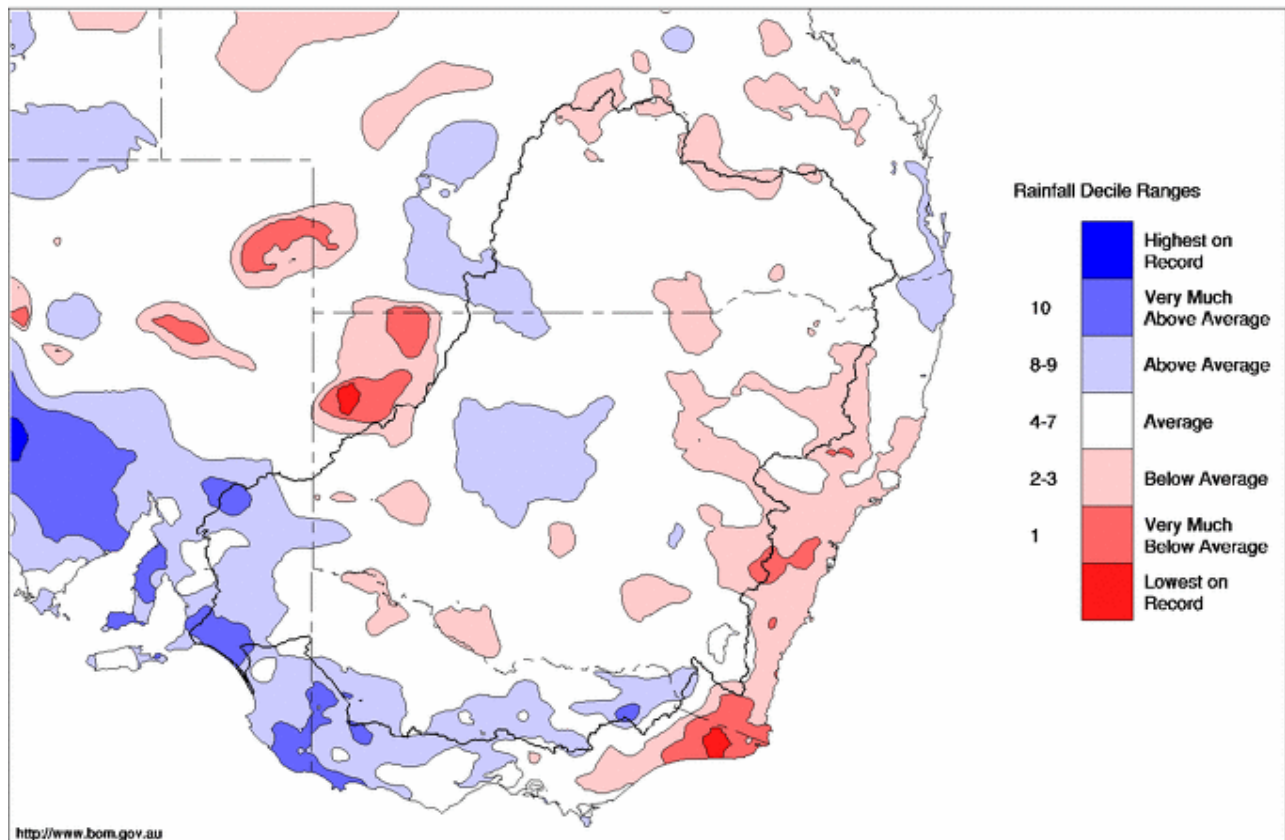 Rainfall Decile Ranges
Highest on
Record
10
Very Much
Above Average
8-9
Above Average
4-7
Average
2-3
Below Average
1
Very Much
Below Average
Lowest on
Record
http://www.bom.gov.au